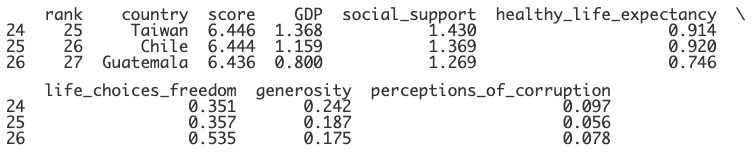 rank country score GDP social_support healthy_life_expectancy \
24 25 Taiwan 6.446 1.368 1.430 0.914
25 26 Chile 6.444 1.159 1.369 0.920
26 27 Guatemala 6.436 0.800 1.269 0.746
life_choices_freedom generosity perceptions_of_corruption
24 0.351 0.242 0.097
25 0.357 0.187 0.056
26 0.535 0.175 0.078